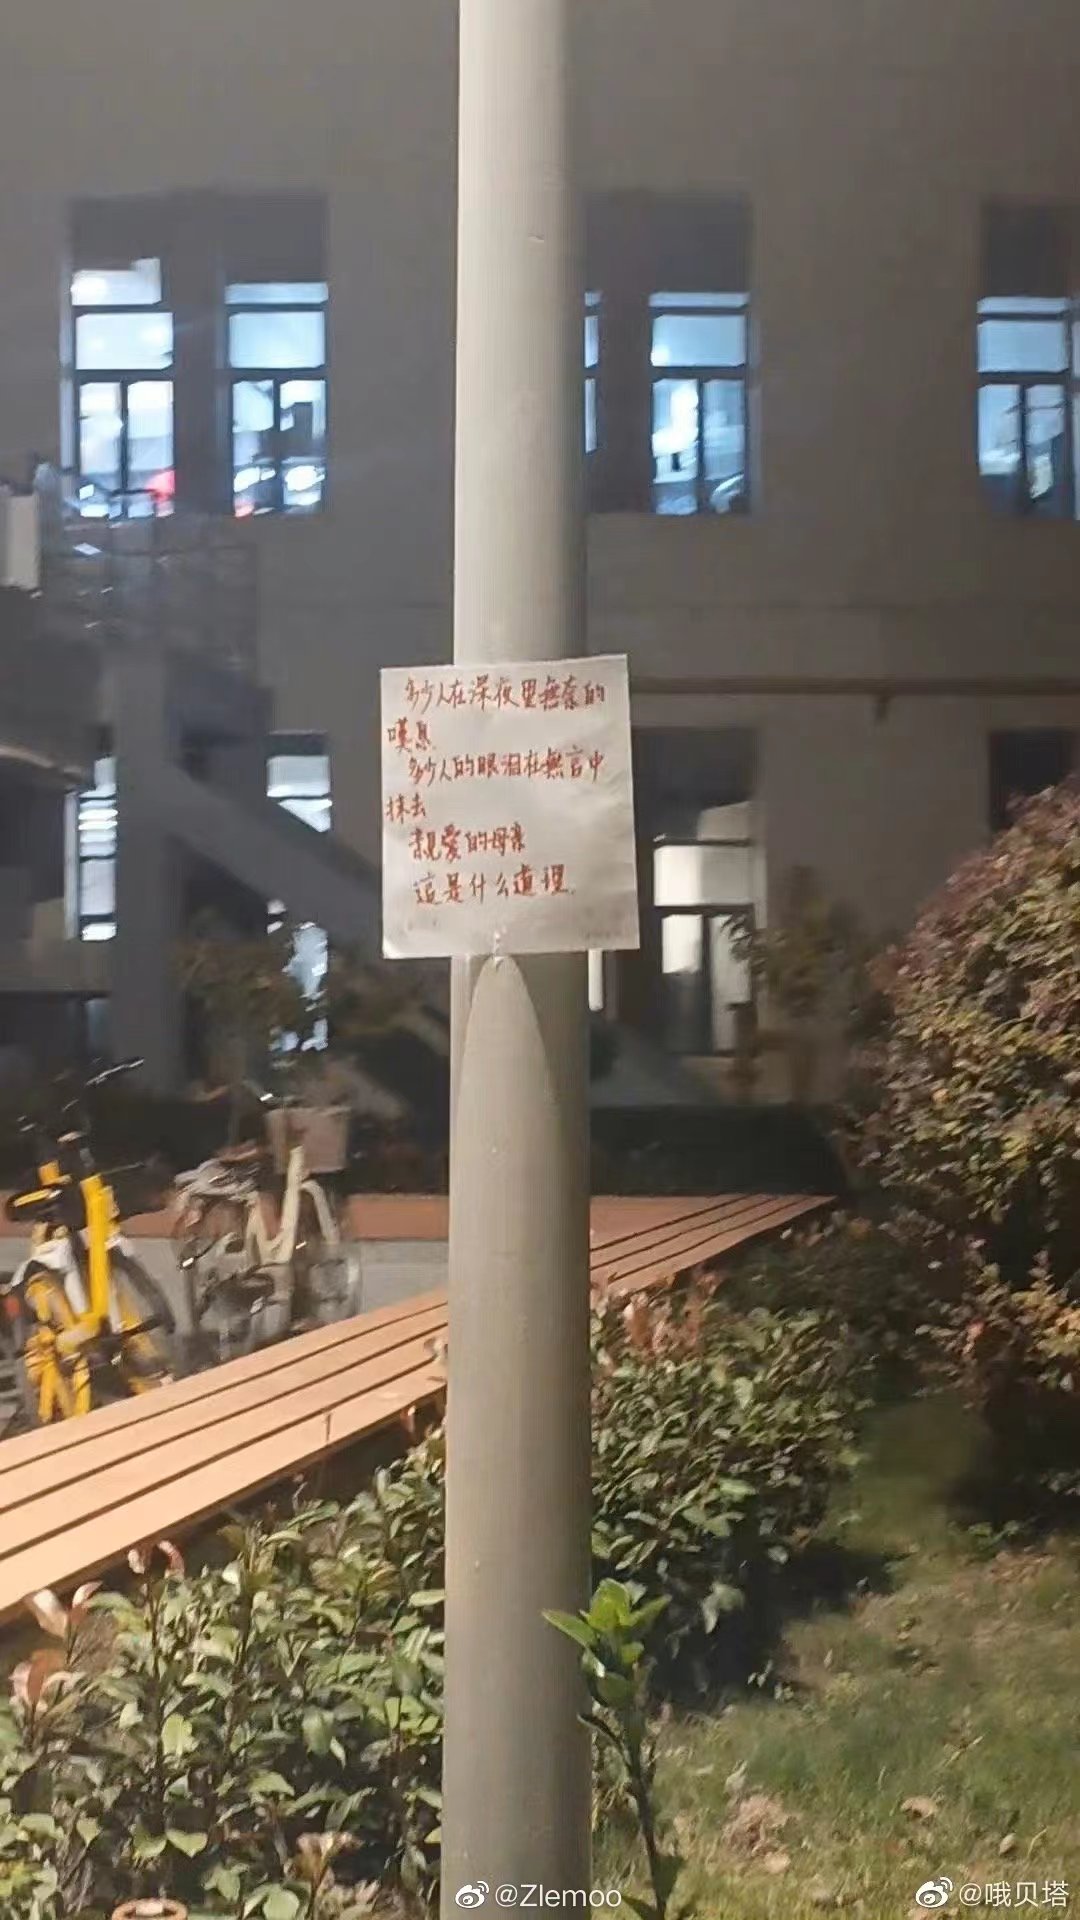 多少人在深夜里無奈的
嘆息
多少人的眼泪在無言中
抹去
親愛的母亲
這是什么道理
@Zlemoo
@哦贝塔